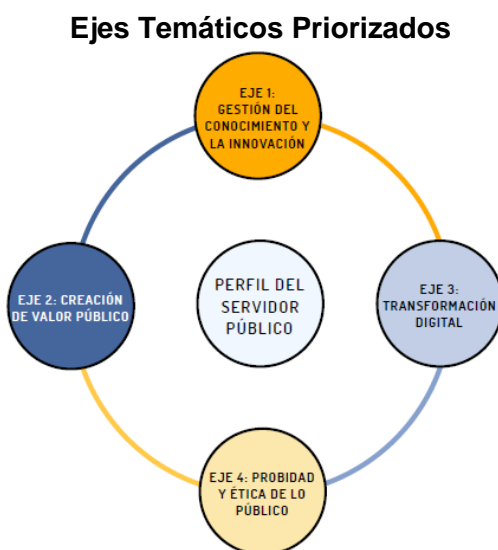 Ejes Temáticos Priorizados
EJE 1:
GESTIÓN DEL
CONOCIMIENTO Y
LA INNOVACIÓN
EJE 2: CREACIÓN
DE VALOR PÚBLICO
PERFIL DEL
SERVIDOR
PÚBLICO
EJE 3:
TRANSFORMACIÓN
DIGITAL
EJE 4: PROBIDAD
Y ÉTICA DE LO
PÚBLICO